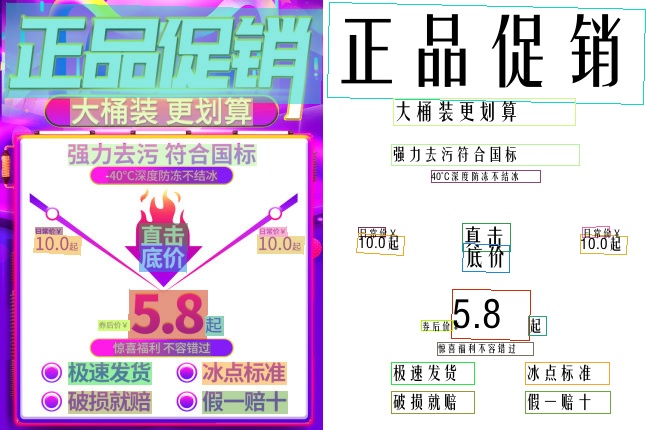 正品促销
大桶装 更划算
强力去污 符合国标
-40℃深度防冻不结冰
日常价¥
10.0起
日常价¥
10.0起
直击
底价
券后价¥ 5.8 起
惊喜福利 不容错过
极速发货
冰点标准
破损就赔
假一赔十
正品促销
大桶装更划算
强力去污符合国标
40℃深度防冻不结冰
日常价¥
10.0起
日常价¥
10.0起
直击
底价
券后价¥ 5.8 起
惊喜福利不容错过
极速发货
冰点标准
破损就赔
假一赔十